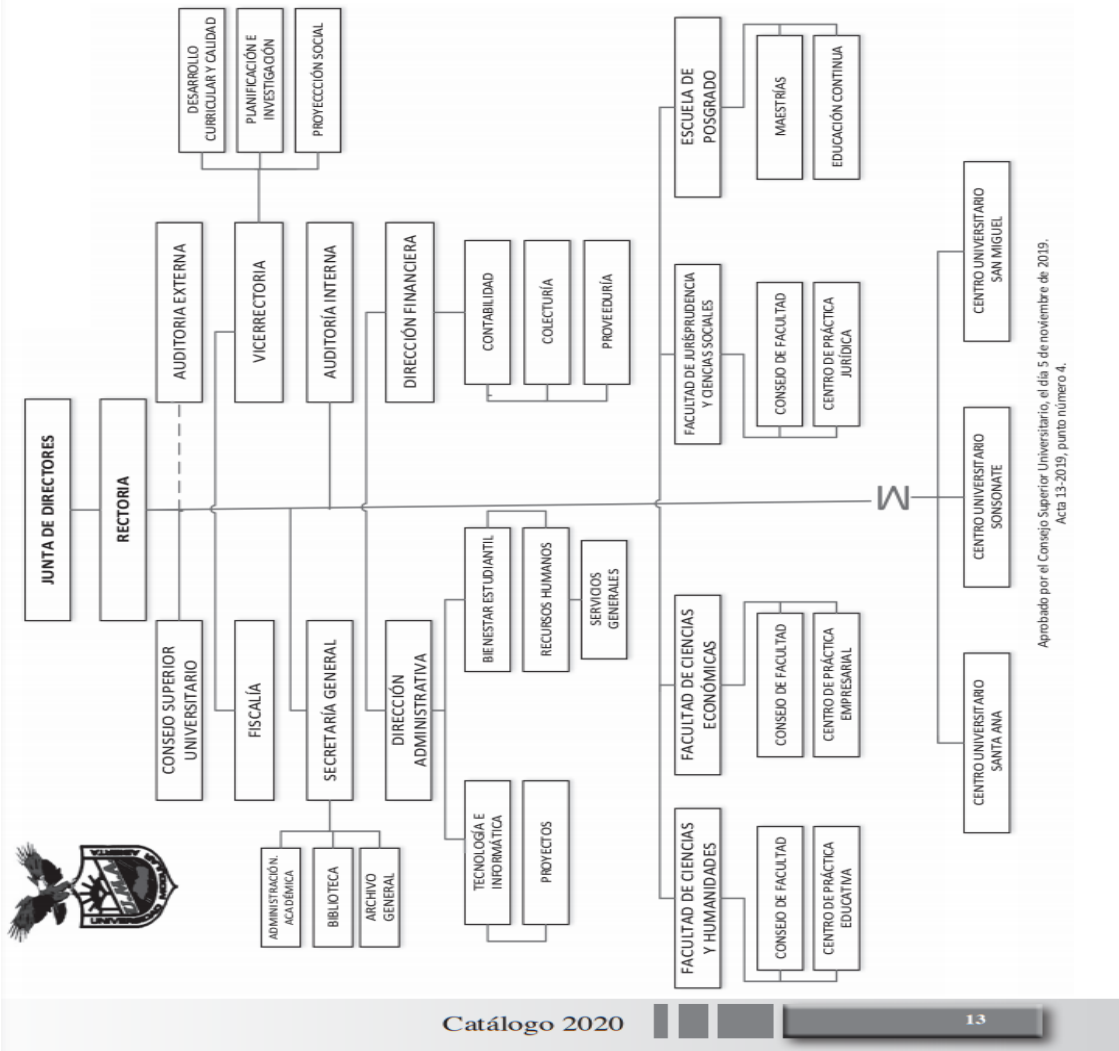 JUNTA DE DIRECTORES
RECTORIA
CONSEJO SUPERIOR
UNIVERSITARIO
AUDITORIA EXTERNA
FISCALÍA
VICERRECTORIA
DESARROLLO
CURRICULAR Y CALIDAD
PLANIFICACIÓN E
INVESTIGACIÓN
PROYECCCIÓN SOCIAL
SECRETARÍA GENERAL
AUDITORÍA INTERNA
ADMINISTRACIÓN.
ACADÉMICA
BIBLIOTECA
ARCHIVO
GENERAL
DIRECCIÓN
ADMINISTRATIVA
DIRECCIÓN FINANCIERA
TECNOLOGÍA E
INFORMÁTICA
PROYECTOS
BIENESTAR ESTUDIANTIL
RECURSOS HUMANOS
SERVICIOS
GENERALES
CONTABILIDAD
COLECTURÍA
PROVEEDURÍA
FACULTAD DE CIENCIAS
Y HUMANIDADES
CONSEJO DE FACULTAD
CENTRO DE PRÁCTICA
EDUCATIVA
FACULTAD DE CIENCIAS
ECONÓMICAS
CONSEJO DE FACULTAD
CENTRO DE PRÁCTICA
EMPRESARIAL
FACULTAD DE JURÍSPRUDENCIA
Y CIENCIAS SOCIALES
CONSEJO DE FACULTAD
CENTRO DE PRÁCTICA
JURÍDICA
ESCUELA DE
POSGRADO
MAESTRÍAS
EDUCACIÓN CONTINUA
CENTRO UNIVERSITARIO
SANTA ANA
CENTRO UNIVERSITARIO
SONSONATE
CENTRO UNIVERSITARIO
SAN MIGUEL
Aprobado por el Consejo Superior Universitario, el día 5 de noviembre de 2019.
Acta 13-2019, punto número 4.
Catálogo 2020
13